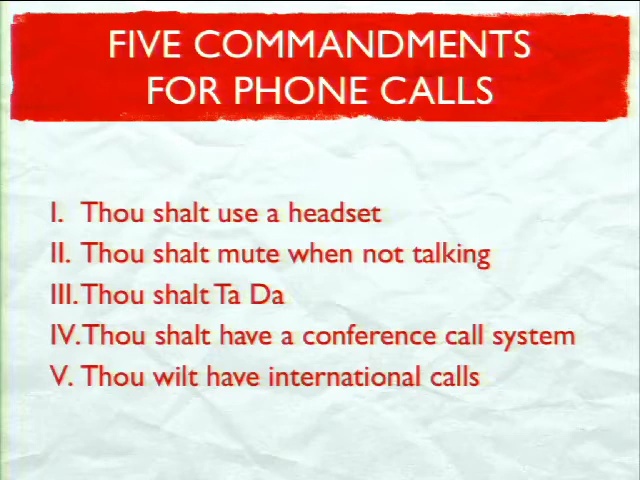 FIVE COMMANDMENTS
FOR PHONE CALLS
I. Thou shalt use a headset
II. Thou shalt mute when not talking
III. Thou shalt Ta Da
IV. Thou shalt have a conference call system
V. Thou wilt have international calls